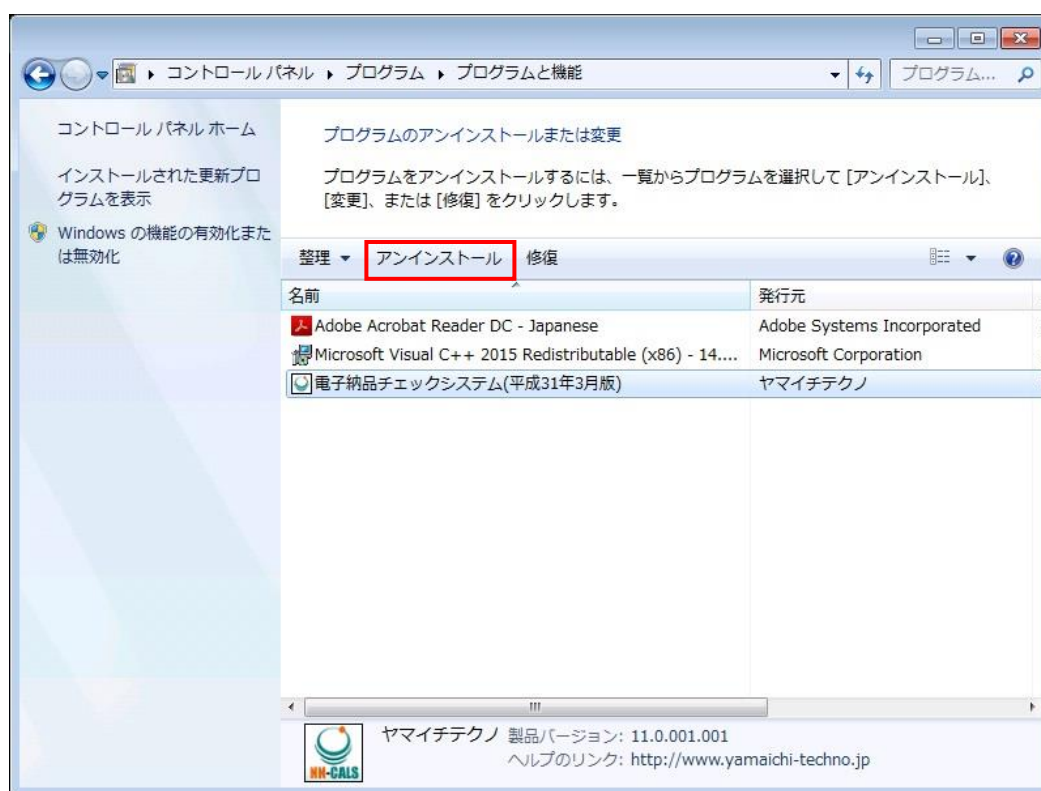 コントロール パネル ▸ プログラム ▸ プログラムと機能
プログラム...
コントロール パネル ホーム
インストールされた更新プロ
グラムを表示
Windows の機能の有効化また
は無効化
プログラムのアンインストールまたは変更
プログラムをアンインストールするには、一覧からプログラムを選択して [アンインストール]、
[変更]、または [修復] をクリックします。
整理 ▼ アンインストール 修復
名前 発行元
Adobe Acrobat Reader DC - Japanese Adobe Systems Incorporated
Microsoft Visual C++ 2015 Redistributable (x86) - 14.... Microsoft Corporation
電子納品チェックシステム(平成31年3月版) ヤマイチテクノ
ヤマイチテクノ 製品バージョン: 11.0.001.001
ヘルプのリンク: http://www.yamaichi-techno.jp
NN-CALS